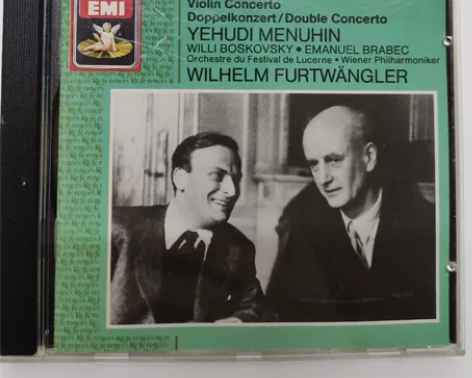 EMI
Violin Concerto
Doppelkonzert/Double Concerto
YEHUDI MENUHIN
WILLI BOSKOVSKY • EMANUEL BRABEC
Orchestre du Festival de Lucerne • Wiener Philharmoniker
WILHELM FURTWÄNGLER
Références